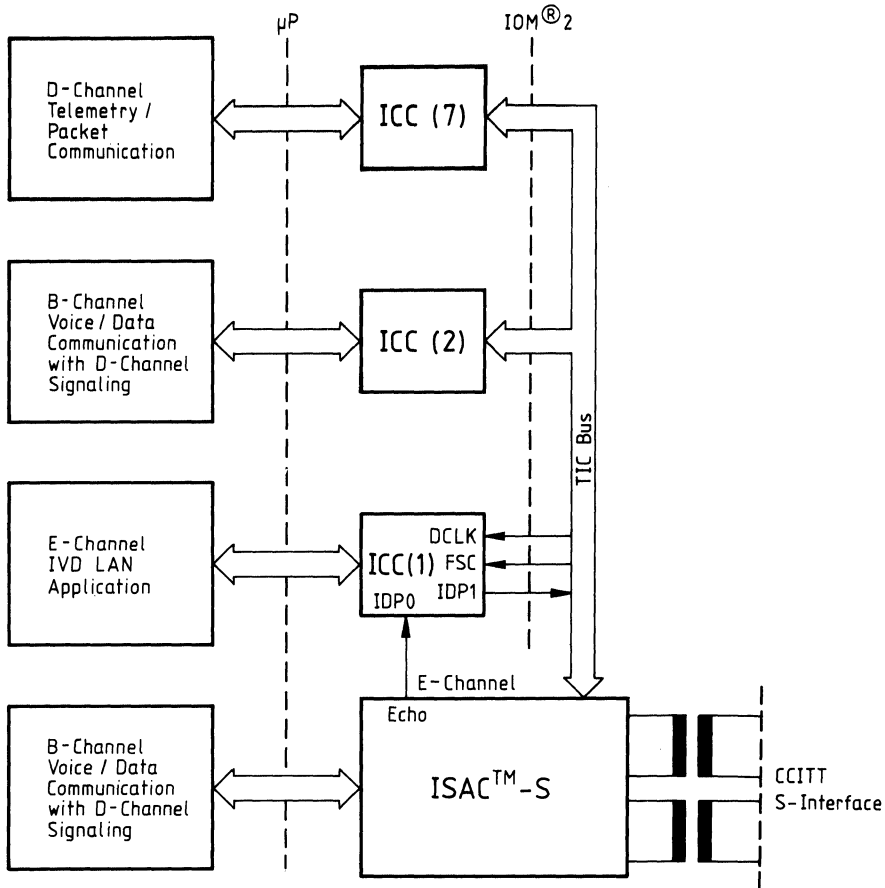 µP
IOM®2
D-Channel
Telemetry /
Packet
Communication
ICC (7)
B-Channel
Voice / Data
Communication
with D-Channel
Signaling
ICC (2)
TIC Bus
E-Channel
IVD LAN
Application
DCLK
ICC(1)
FSC
IDP1
IDP0
E-Channel
Echo
B-Channel
Voice / Data
Communication
with D-Channel
Signaling
ISAC™-S
CCITT
S-Interface